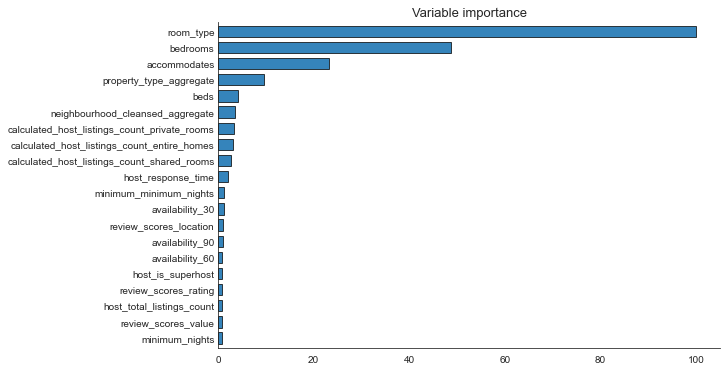 Variable importance
room_type
bedrooms
accommodates
property_type_aggregate
beds
neighbourhood_cleansed_aggregate
calculated_host_listings_count_private_rooms
calculated_host_listings_count_entire_homes
calculated_host_listings_count_shared_rooms
host_response_time
minimum_minimum_nights
availability_30
review_scores_location
availability_90
availability_60
host_is_superhost
review_scores_rating
host_total_listings_count
review_scores_value
minimum_nights
0 20 40 60 80 100